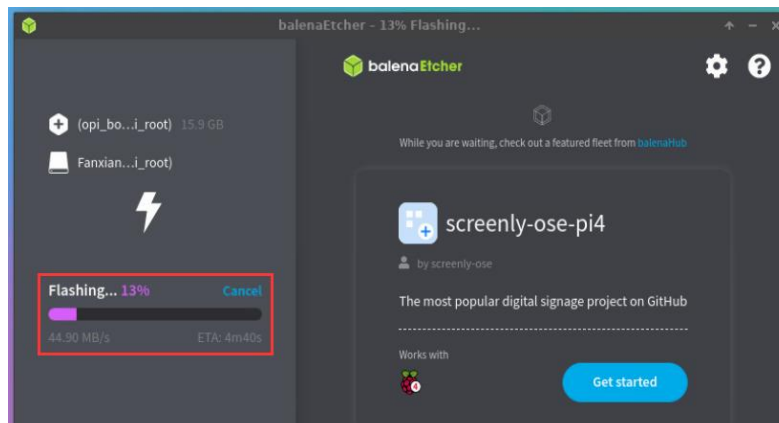 balenaEtcher - 13% Flashing...
balenaEtcher
(opi_bo...i_root) 15.9 GB
Fanxian...i_root)
While you are waiting, check out a featured fleet from balenaHub
screenly-ose-pi4
by screenly-ose
Flashing... 13% Cancel
44.90 MB/s ETA: 4m40s
The most popular digital signage project on GitHub
Works with
4
Get started